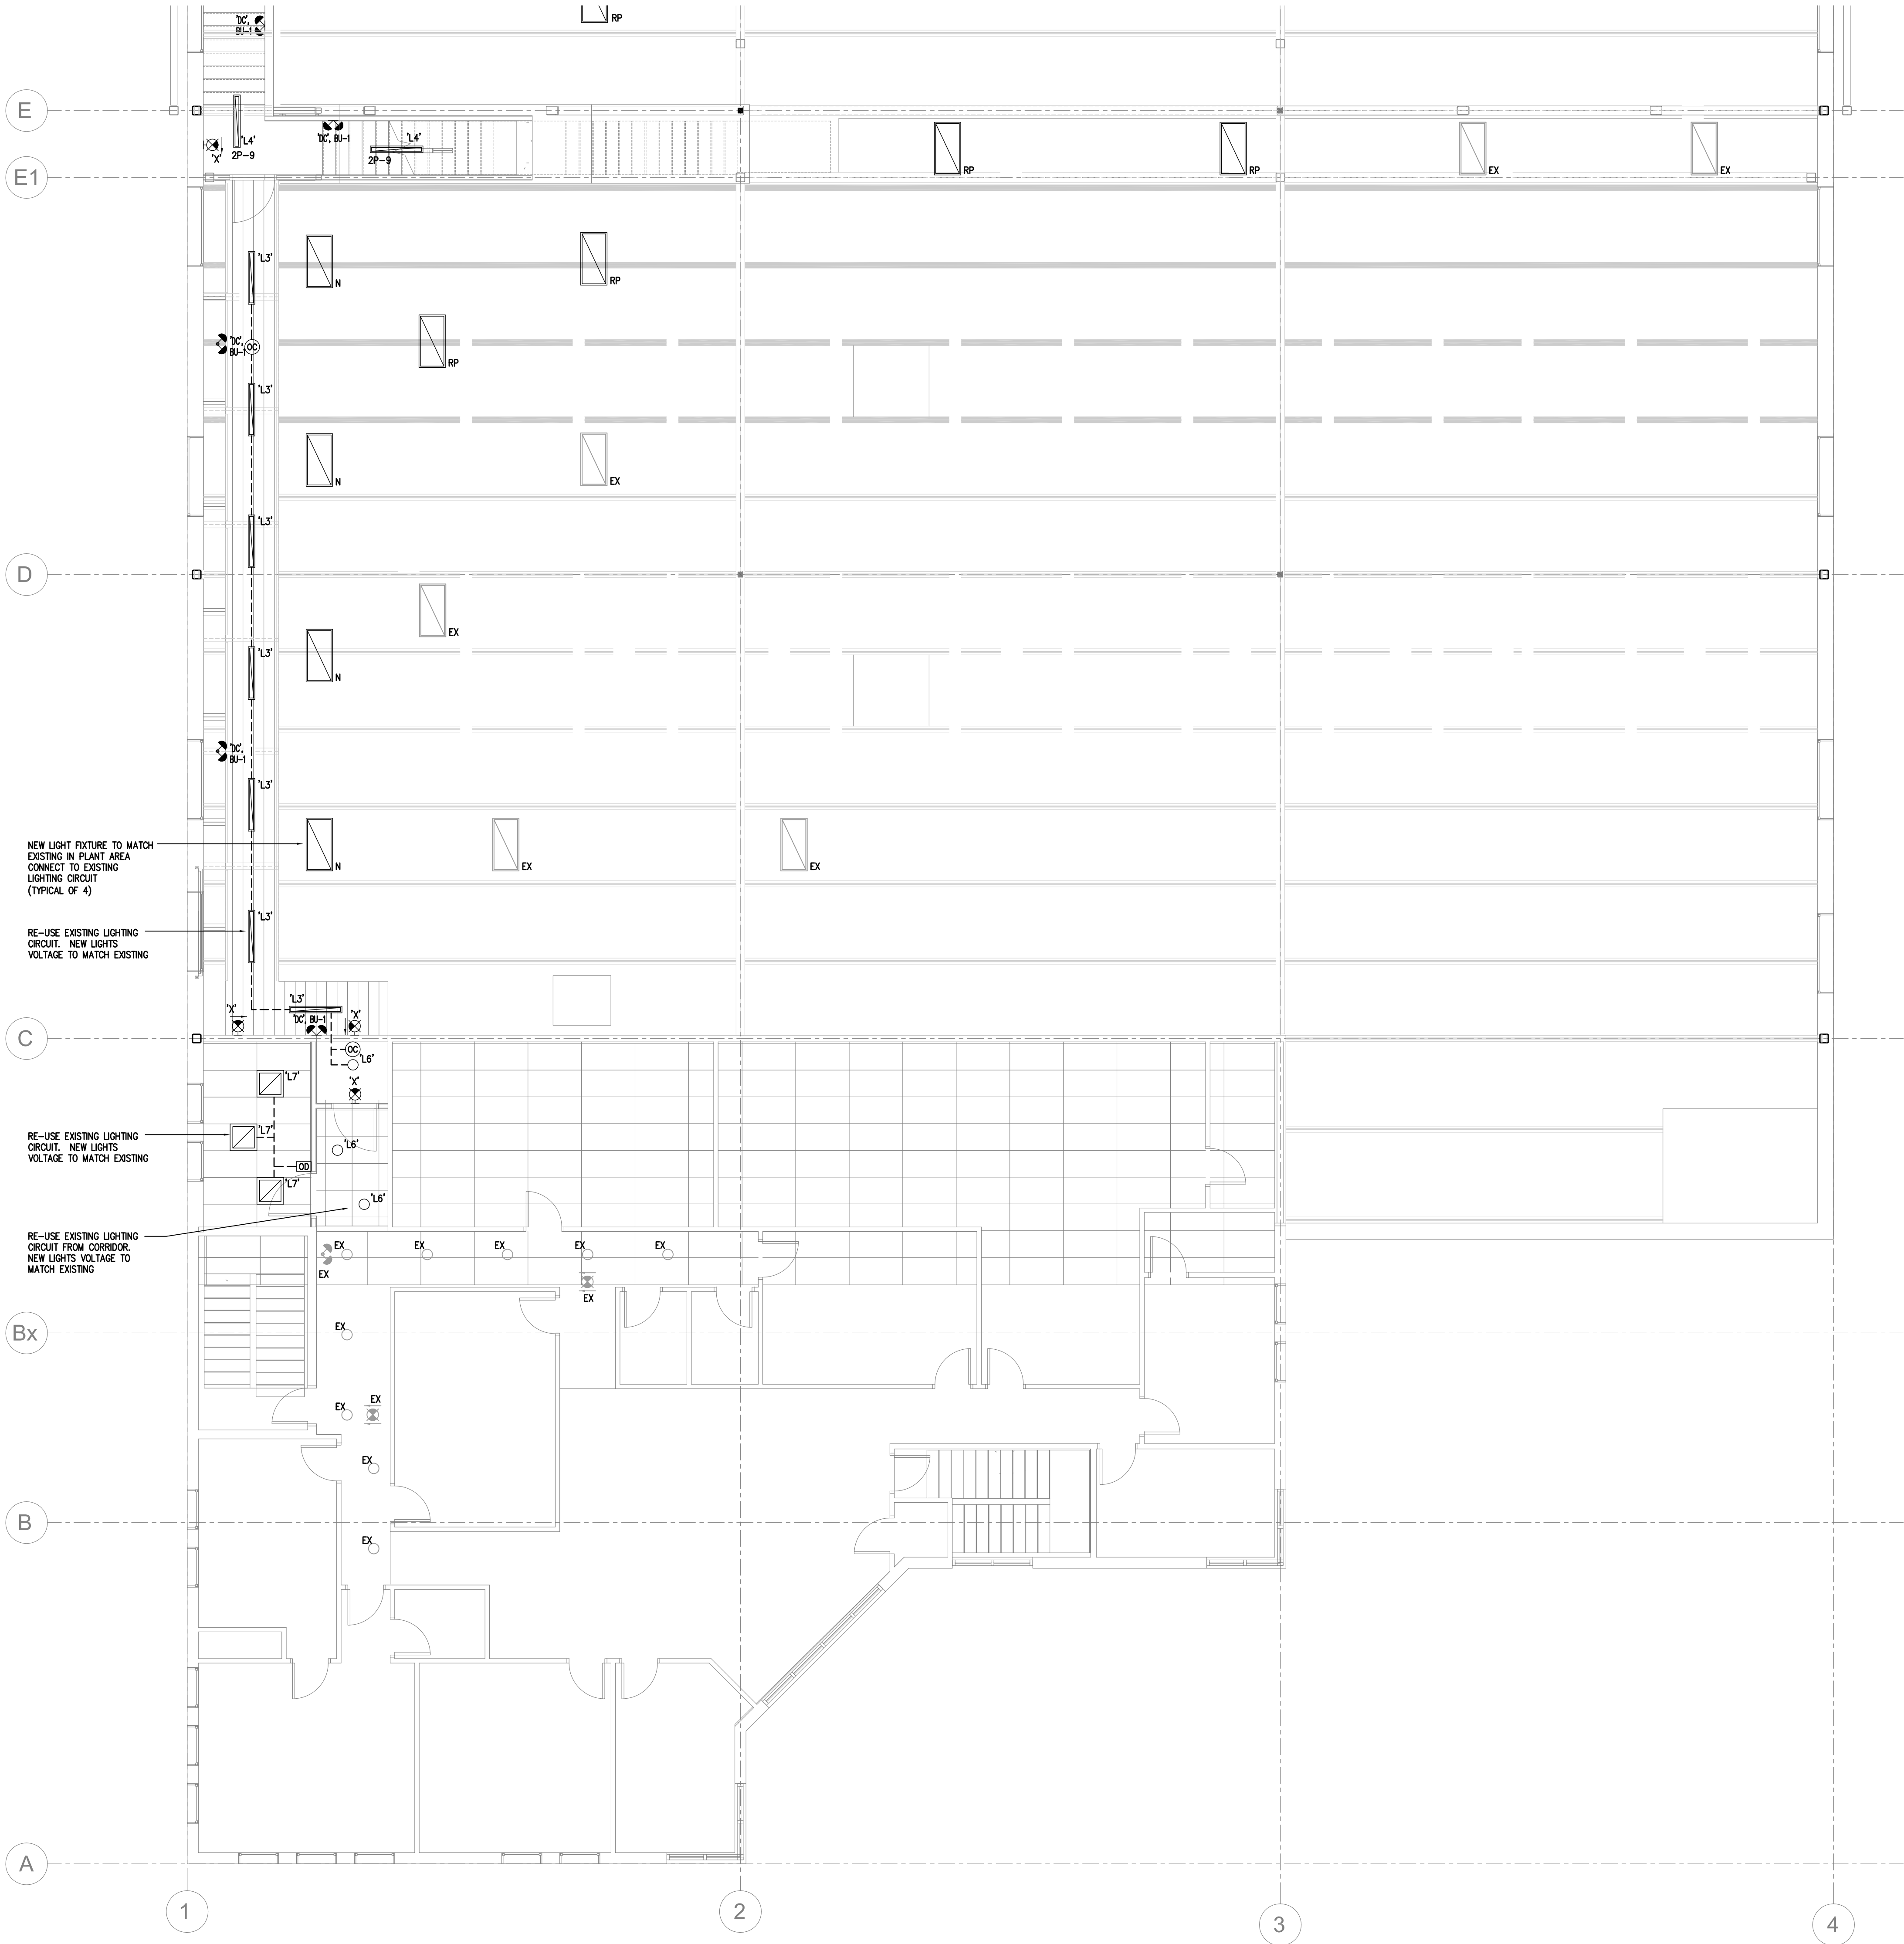 'DC',
BU-1
RP
E
'L4'
'X'
2P-9
'DC', BU-1
'L4'
2P-9
RP
RP
EX
EX
E1
'L3'
N
RP
'DC',
BU-1
OC
RP
'L3'
N
EX
'L3'
D
EX
'L3'
N
'DC',
BU-1
'L3'
NEW LIGHT FIXTURE TO MATCH
EXISTING IN PLANT AREA
CONNECT TO EXISTING
LIGHTING CIRCUIT
(TYPICAL OF 4)
N
EX
EX
'L3'
RE-USE EXISTING LIGHTING
CIRCUIT. NEW LIGHTS
VOLTAGE TO MATCH EXISTING
'L3'
'X'
'DC', BU-1
'X'
C
OC
'L6'
'L7'
'X'
RE-USE EXISTING LIGHTING
CIRCUIT. NEW LIGHTS
VOLTAGE TO MATCH EXISTING
'L7'
'L6'
OD
'L7'
'L6'
RE-USE EXISTING LIGHTING
CIRCUIT FROM CORRIDOR.
NEW LIGHTS VOLTAGE TO
MATCH EXISTING
EX
EX
EX
EX
EX
EX
EX
Bx
EX
EX
EX
EX
B
EX
A
1
2
3
4